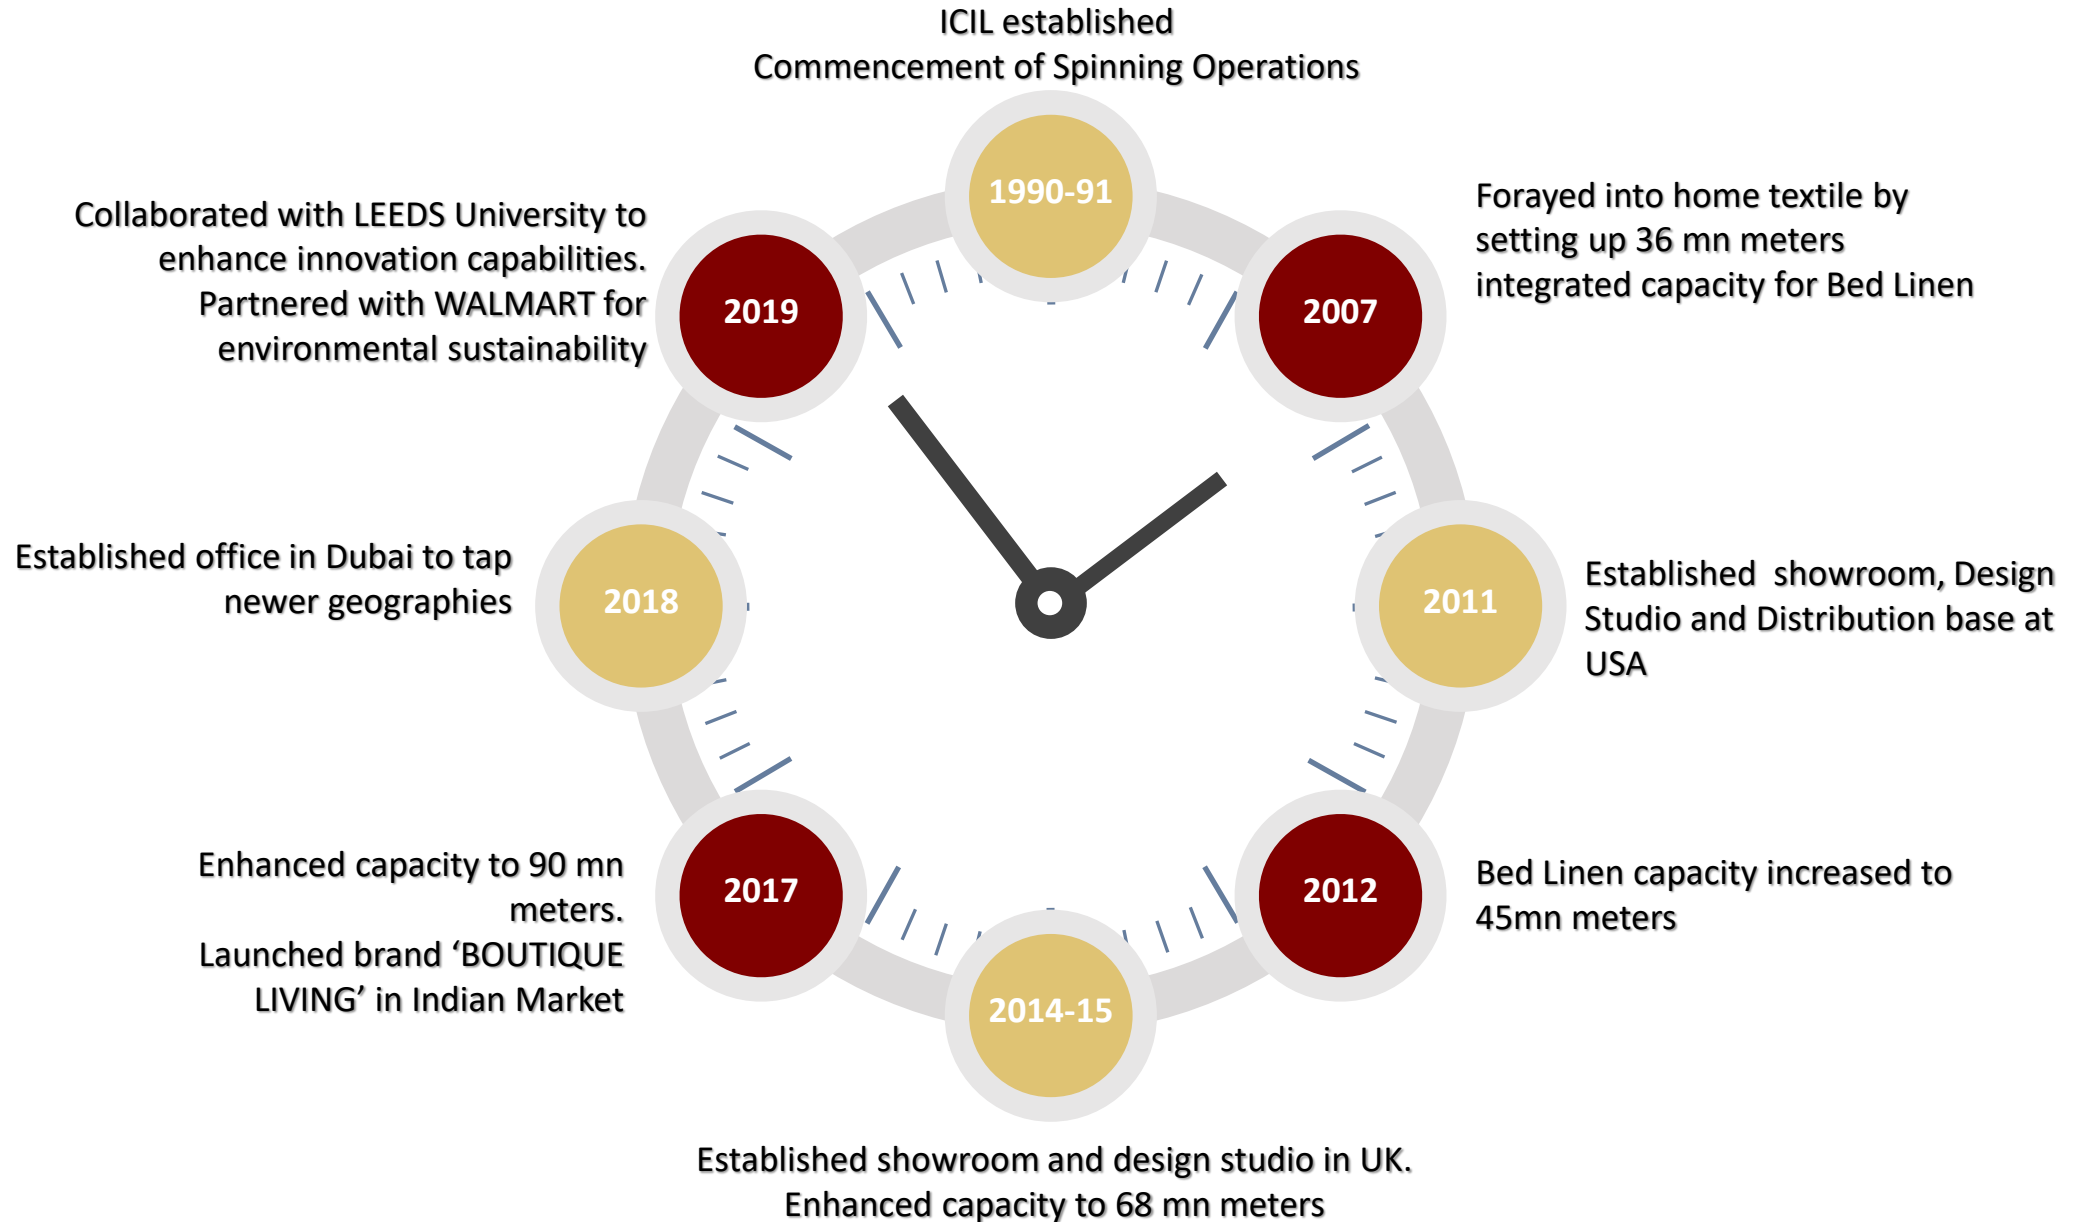 ICIL established
Commencement of Spinning Operations
1990-91
Forayed into home textile by
setting up 36 mn meters
integrated capacity for Bed Linen
2007
Established  showroom, Design
Studio and Distribution base at
USA
2011
Bed Linen capacity increased to
45mn meters
2012
2014-15
Established showroom and design studio in UK.
Enhanced capacity to 68 mn meters
Enhanced capacity to 90 mn
meters.
Launched brand ‘BOUTIQUE
LIVING’ in Indian Market
2017
Established office in Dubai to tap
newer geographies
2018
Collaborated with LEEDS University to
enhance innovation capabilities.
Partnered with WALMART for
environmental sustainability
2019